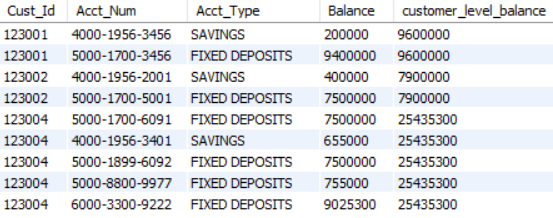 Cust_Id Acct_Num Acct_Type Balance customer_level_balance
123001 4000-1956-3456 SAVINGS 200000 9600000
123001 5000-1700-3456 FIXED DEPOSITS 9400000 9600000
123002 4000-1956-2001 SAVINGS 400000 7900000
123002 5000-1700-5001 FIXED DEPOSITS 7500000 7900000
123004 5000-1700-6091 FIXED DEPOSITS 7500000 25435300
123004 4000-1956-3401 SAVINGS 655000 25435300
123004 5000-1899-6092 FIXED DEPOSITS 7500000 25435300
123004 5000-8800-9977 FIXED DEPOSITS 755000 25435300
123004 6000-3300-9222 FIXED DEPOSITS 9025300 25435300